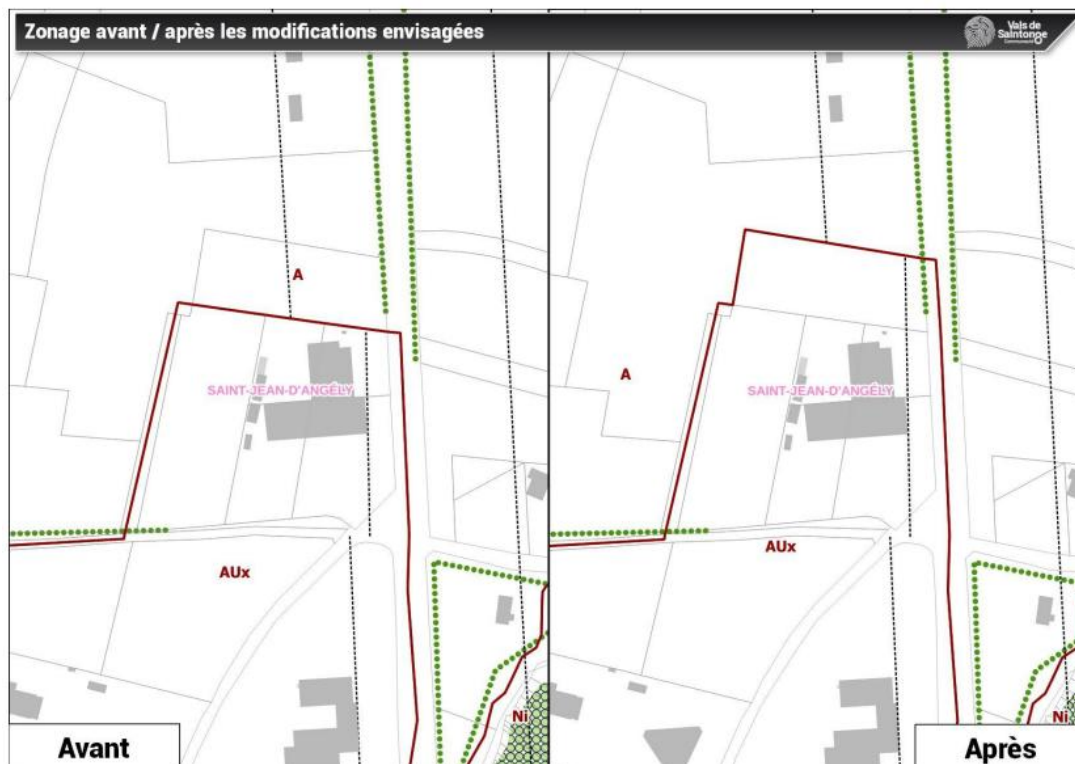 Zonage avant / après les modifications envisagées
Vals de
Saintonge
Communauté
A
SAINT-JEAN-D'ANGÉLY
AUx
Ni
Avant
A
SAINT-JEAN-D'ANGÉLY
AUx
Ni
Après